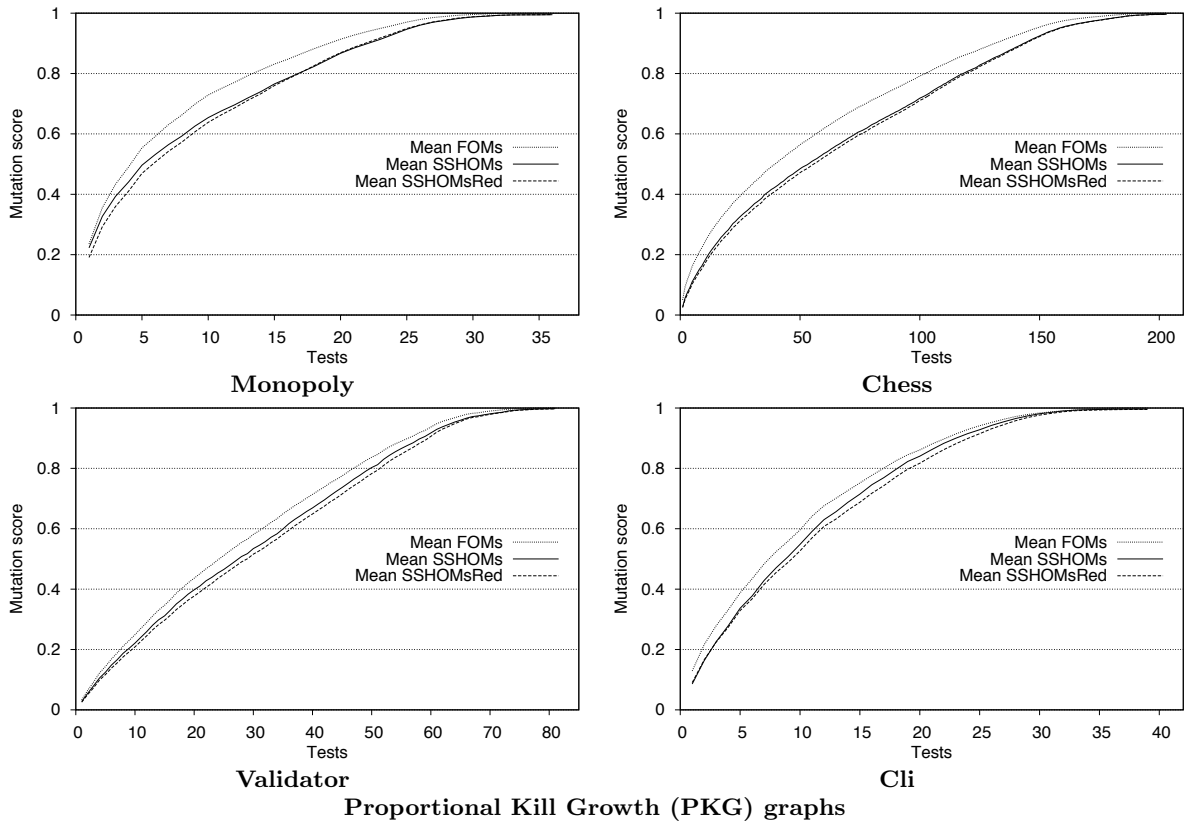 1
0.8
0.6
0.4
0.2
0
Mutation score
Mean FOMs
Mean SSHOMs
Mean SSHOMsRed
0 5 10 15 20 25 30 35
Tests
Monopoly
1
0.8
0.6
0.4
0.2
0
Mutation score
Mean FOMs
Mean SSHOMs
Mean SSHOMsRed
0 50 100 150 200
Tests
Chess
1
0.8
0.6
0.4
0.2
0
Mutation score
Mean FOMs
Mean SSHOMs
Mean SSHOMsRed
0 10 20 30 40 50 60 70 80
Tests
Validator
1
0.8
0.6
0.4
0.2
0
Mutation score
Mean FOMs
Mean SSHOMs
Mean SSHOMsRed
0 5 10 15 20 25 30 35 40
Tests
Cli
Proportional Kill Growth (PKG) graphs